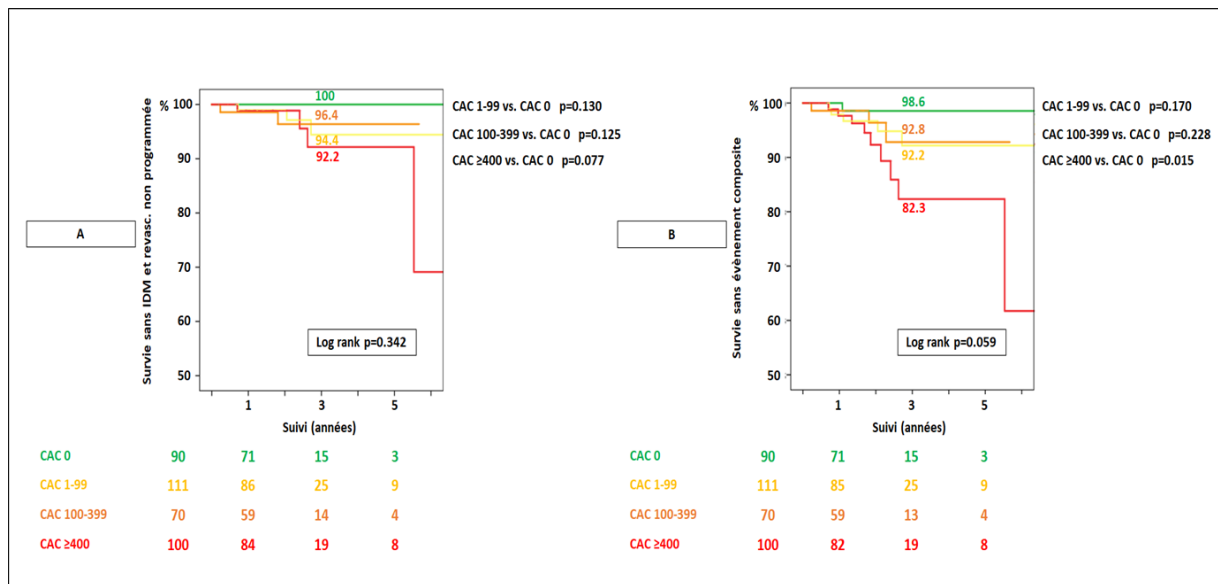 % 100
90
80
70
60
50
Survie sans IDM et revasc. non programmée
A
100
96.4
94.4
92.2
CAC 1-99 vs. CAC 0 p=0.130
CAC 100-399 vs. CAC 0 p=0.125
CAC ≥400 vs. CAC 0 p=0.077
Log rank p=0.342
1 3 5
Suivi (années)
CAC 0 90 71 15 3
CAC 1-99 111 86 25 9
CAC 100-399 70 59 14 4
CAC ≥400 100 84 19 8
% 100
90
80
70
60
50
Survie sans évènement composite
B
98.6
92.8
92.2
82.3
CAC 1-99 vs. CAC 0 p=0.170
CAC 100-399 vs. CAC 0 p=0.228
CAC ≥400 vs. CAC 0 p=0.015
Log rank p=0.059
1 3 5
Suivi (années)
CAC 0 90 71 15 3
CAC 1-99 111 85 25 9
CAC 100-399 70 59 13 4
CAC ≥400 100 82 19 8